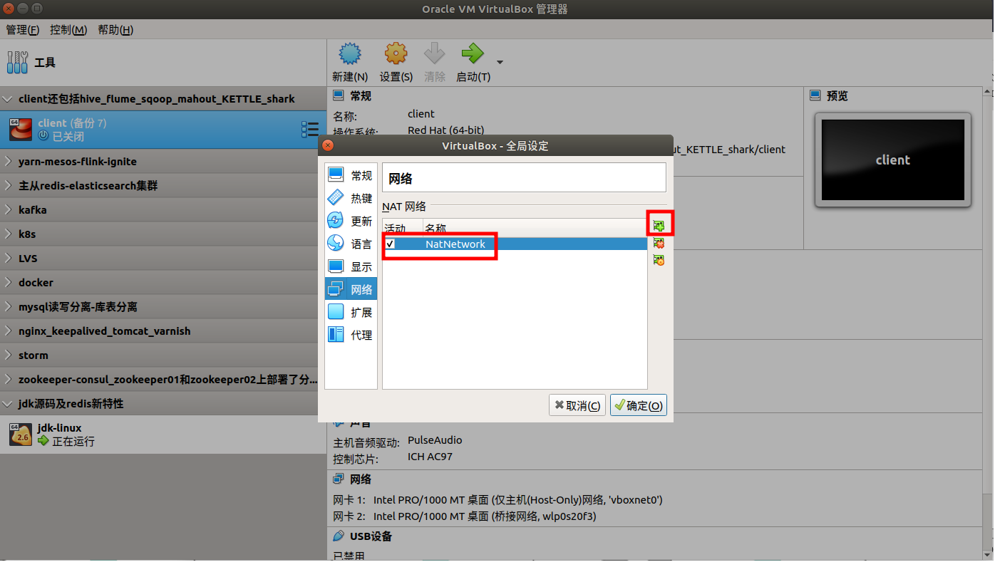 Oracle VM VirtualBox 管理器
管理(F) 控制(M) 帮助(H)
工具
新建(N) 设置(S) 清除 启动(T)
client还包括hive_flume_sqoop_mahout_KETTLE_shark
64
client (备份 7)
已关闭
yarn-mesos-flink-ignite
主从redis-elasticsearch集群
kafka
k8s
LVS
docker
mysql读写分离-库表分离
nginx_keepalived_tomcat_varnish
storm
zookeeper-consul_zookeeper01和zookeeper02上部署了分...
jdk源码及redis新特性
64
2.6
jdk-linux
正在运行
常规
名称: client
操作系统: Red Hat (64-bit)
ut_KETTLE_shark/client
预览
client
VirtualBox - 全局设定
常规
热键
更新
语言
显示
网络
扩展
代理
网络
NAT 网络
活动 名称
NatNetwork
取消(C) 确定(O)
声音
主机音频驱动: PulseAudio
控制芯片: ICH AC97
网络
网卡 1: Intel PRO/1000 MT 桌面 (仅主机(Host-Only)网络, 'vboxnet0')
网卡 2: Intel PRO/1000 MT 桌面 (桥接网络, wlp0s20f3)
USB设备
已禁用